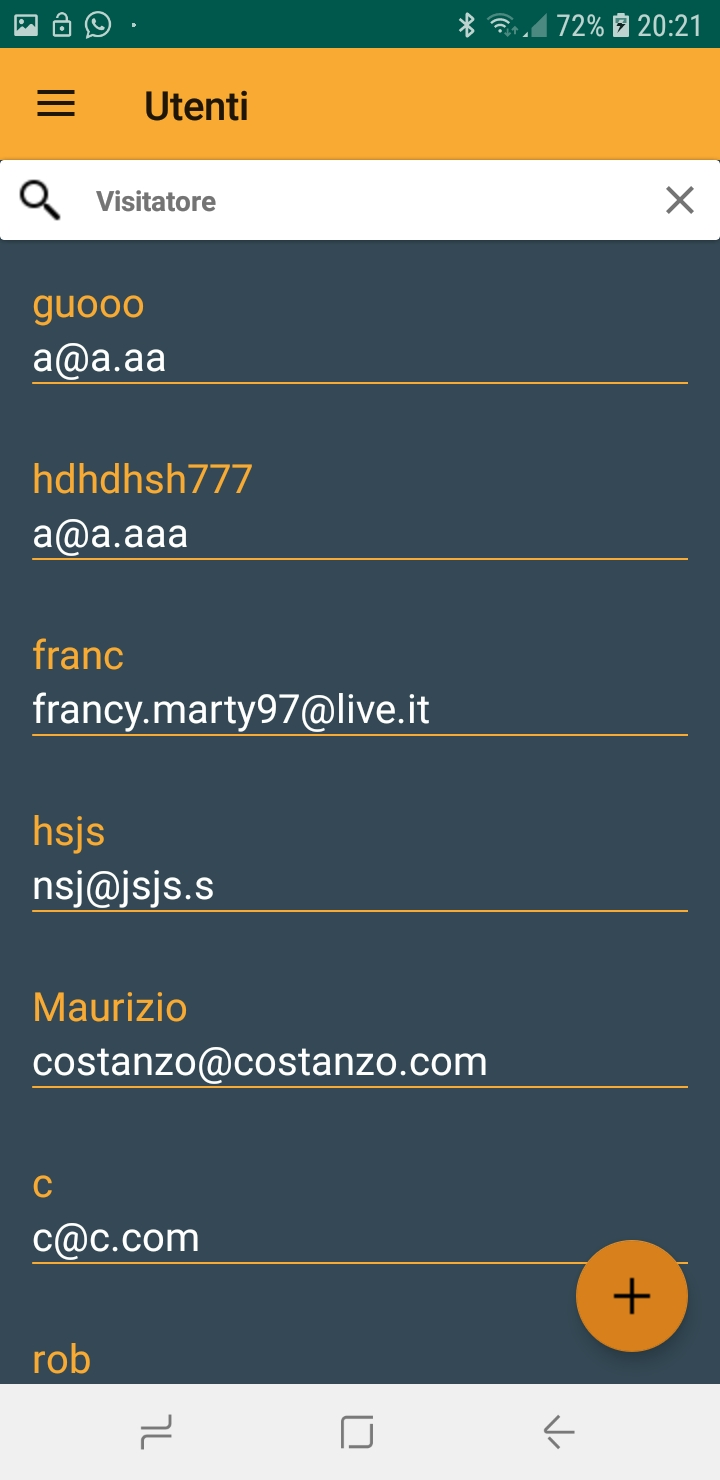 72% 20:21
Utenti
Visitatore
guooo
a@a.aa
hdhdhsh777
a@a.aaa
franc
francy.marty97@live.it
hsjs
nsj@jsjs.s
Maurizio
costanzo@costanzo.com
c
c@c.com
rob